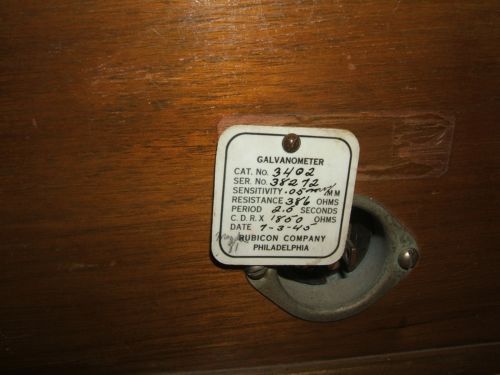 GALVANOMETER
CAT. No. 3402
SER. No. 38272
SENSITIVITY .05 /MM
RESISTANCE 386 OHMS
PERIOD 2.5 SECONDS
C.D.R.X 1850 OHMS
DATE 7-3-45
RUBICON COMPANY
PHILADELPHIA